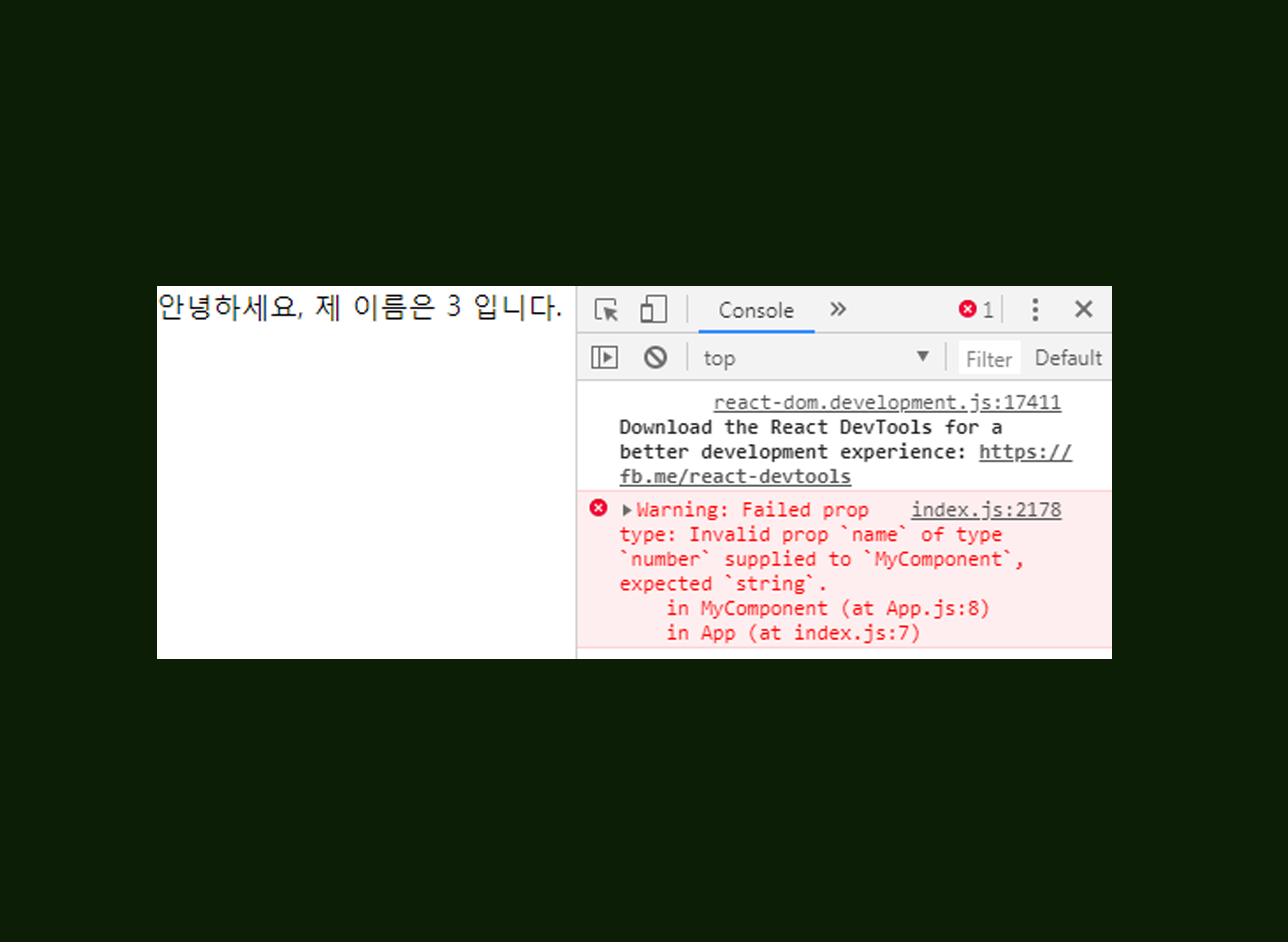 안녕하세요, 제 이름은 3 입니다.
Console
1
top
Filter
Default
react-dom.development.js:17411
Download the React DevTools for a
better development experience: https://
fb.me/react-devtools
Warning: Failed prop index.js:2178
type: Invalid prop `name` of type
`number` supplied to `MyComponent`,
expected `string`.
in MyComponent (at App.js:8)
in App (at index.js:7)